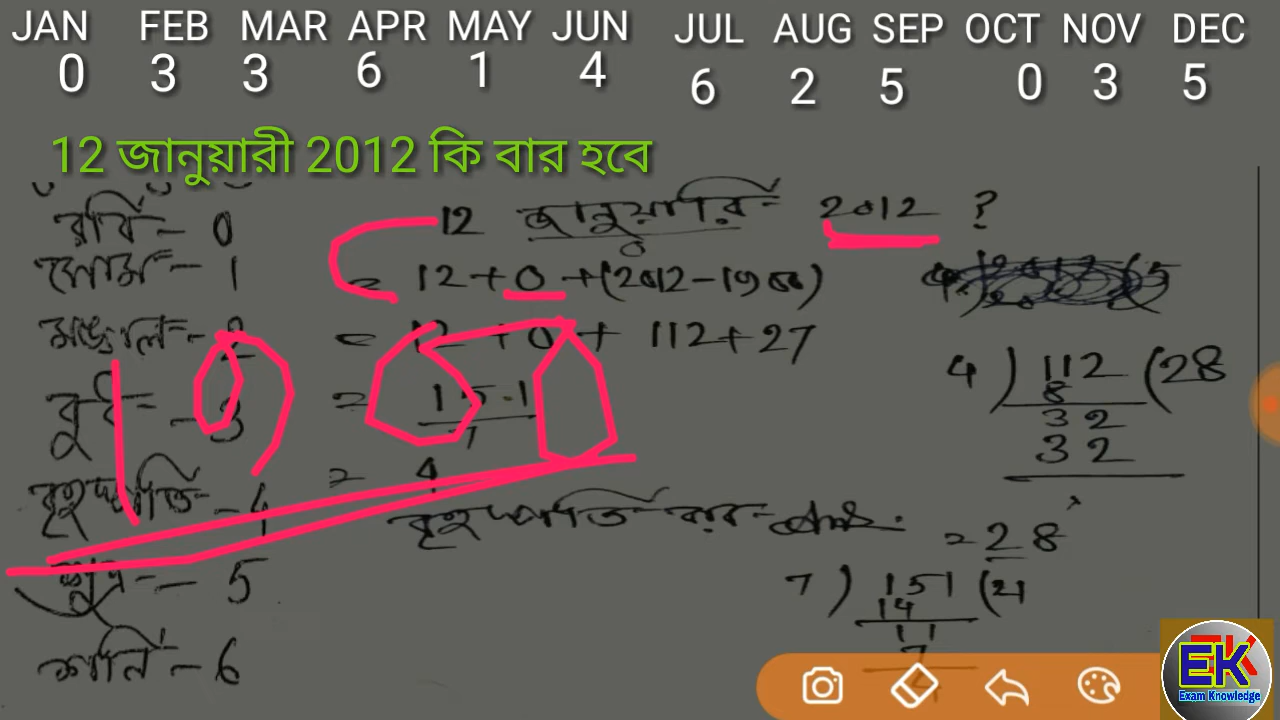 JAN FEB MAR APR MAY JUN JUL AUG SEP OCT NOV DEC
0 3 3 6 1 4 6 2 5 0 3 5
12 জানুয়ারী 2012 কি বার হবে
রবি - 0
সোম - 1
মঙ্গল - 2
বুধ - 3
বৃহস্পতি - 4
শুক্র - 5
শনি - 6
12 জানুয়ারি 2012 ?
0
= 12 + 0 + (2012 - 1900)
= 12 + 0 + 112 + 27
= 151
7
= 4
বৃহস্পতি বার Ans.
4 ) 112 ( 28
8
32
32
= 28
7 ) 151 ( 21
14
11
7
4
EK
Exam Knowledge